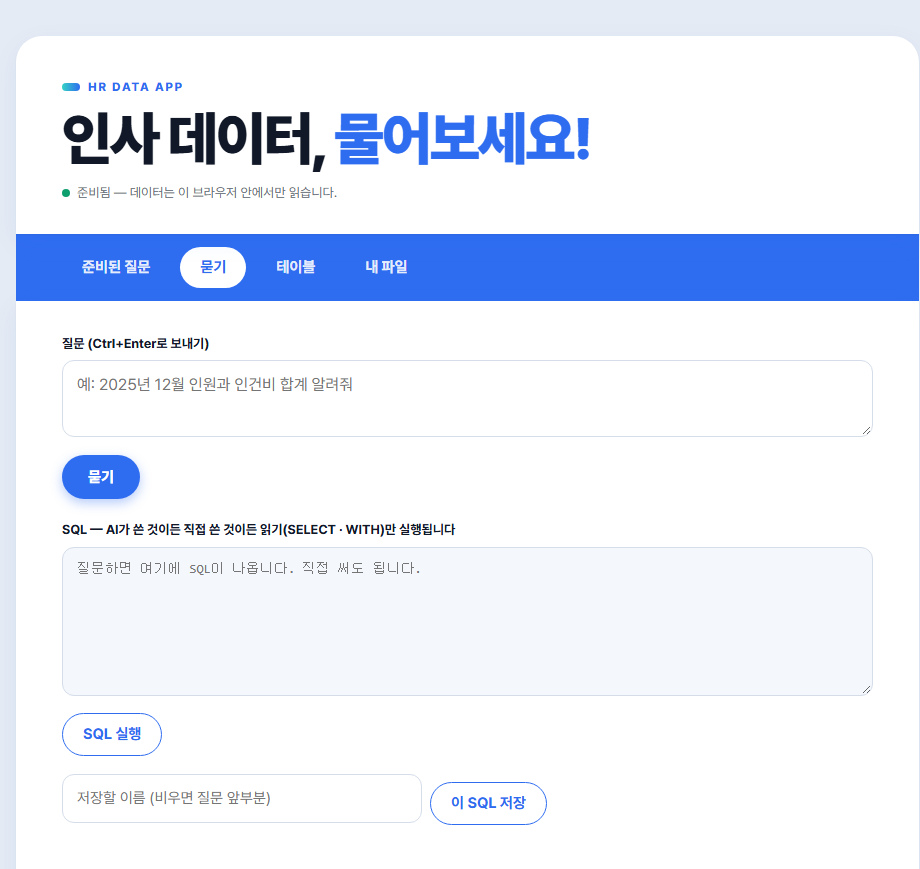 HR DATA APP
인사 데이터, 물어보세요!
준비됨 — 데이터는 이 브라우저 안에서만 읽습니다.
준비된 질문 묻기 테이블 내 파일
질문 (Ctrl+Enter로 보내기)
예: 2025년 12월 인원과 인건비 합계 알려줘
묻기
SQL — AI가 쓴 것이든 직접 쓴 것이든 읽기(SELECT · WITH)만 실행됩니다
질문하면 여기에 SQL이 나옵니다. 직접 써도 됩니다.
SQL 실행
저장할 이름 (비우면 질문 앞부분) 이 SQL 저장